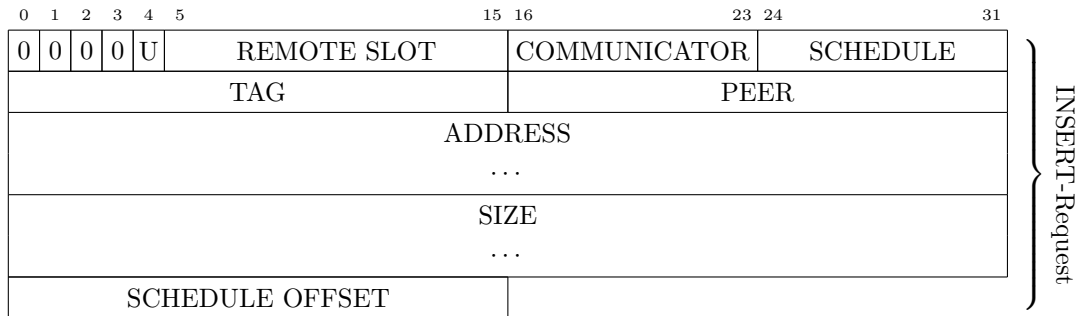 0 1 2 3 4 5 15 16 23 24 31
0 0 0 0 U REMOTE SLOT COMMUNICATOR SCHEDULE
TAG PEER
ADDRESS
...
SIZE
...
SCHEDULE OFFSET
INSERT-Request